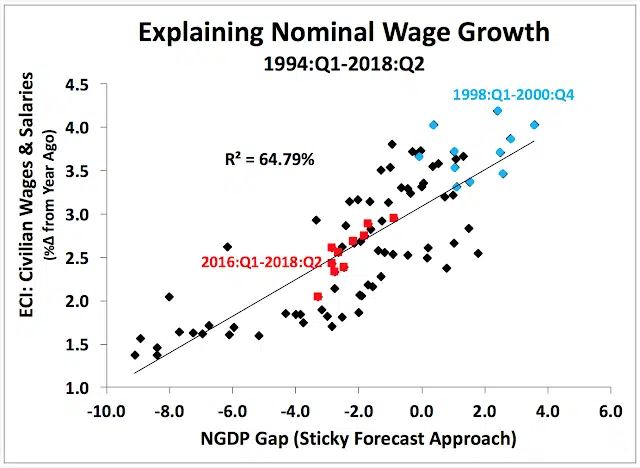 Explaining Nominal Wage Growth
1994:Q1-2018:Q2
ECI: Civilian Wages & Salaries
(%Δ from Year Ago)
4.5
4.0
3.5
3.0
2.5
2.0
1.5
1.0
1998:Q1-2000:Q4
R² = 64.79%
2016:Q1-2018:Q2
-10.0 -8.0 -6.0 -4.0 -2.0 0.0 2.0 4.0 6.0
NGDP Gap (Sticky Forecast Approach)